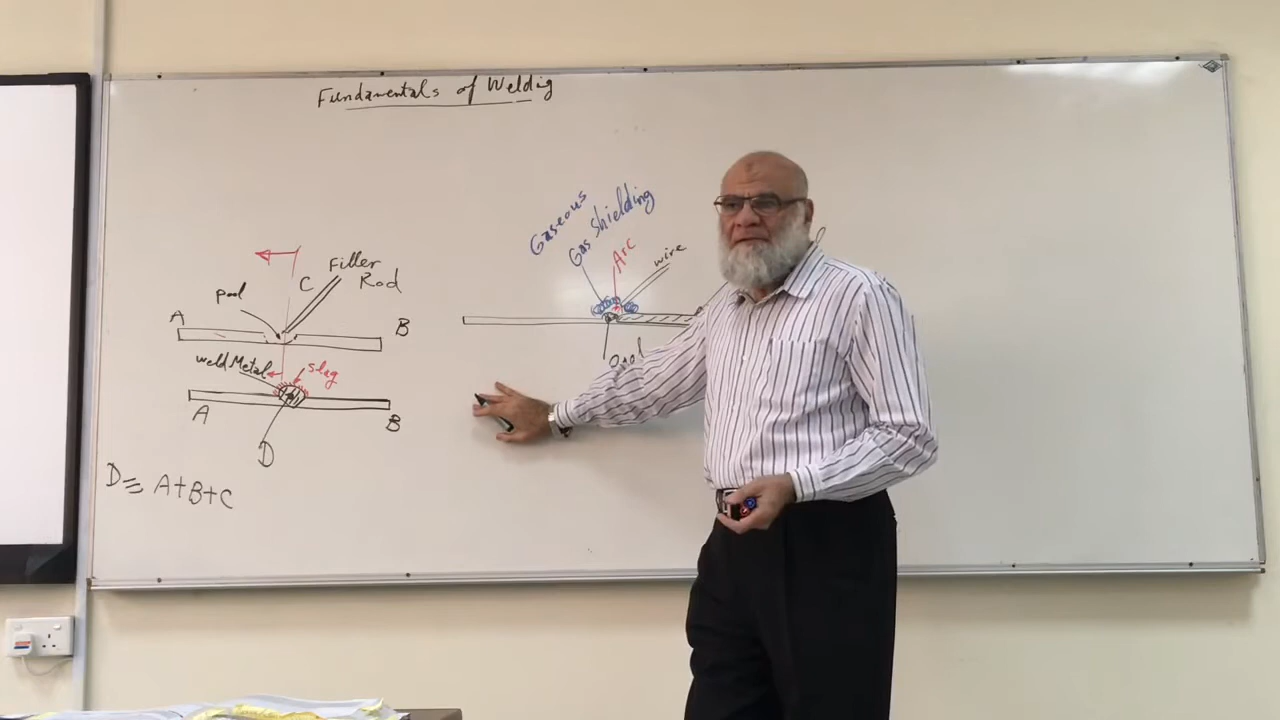 Fundamentals of Weldig
Filler
Rod
C
pool
A
B
weld Metal
slag
A
B
D
D ≡ A+B+C
Gaseous
Gas Shielding
Arc
wire